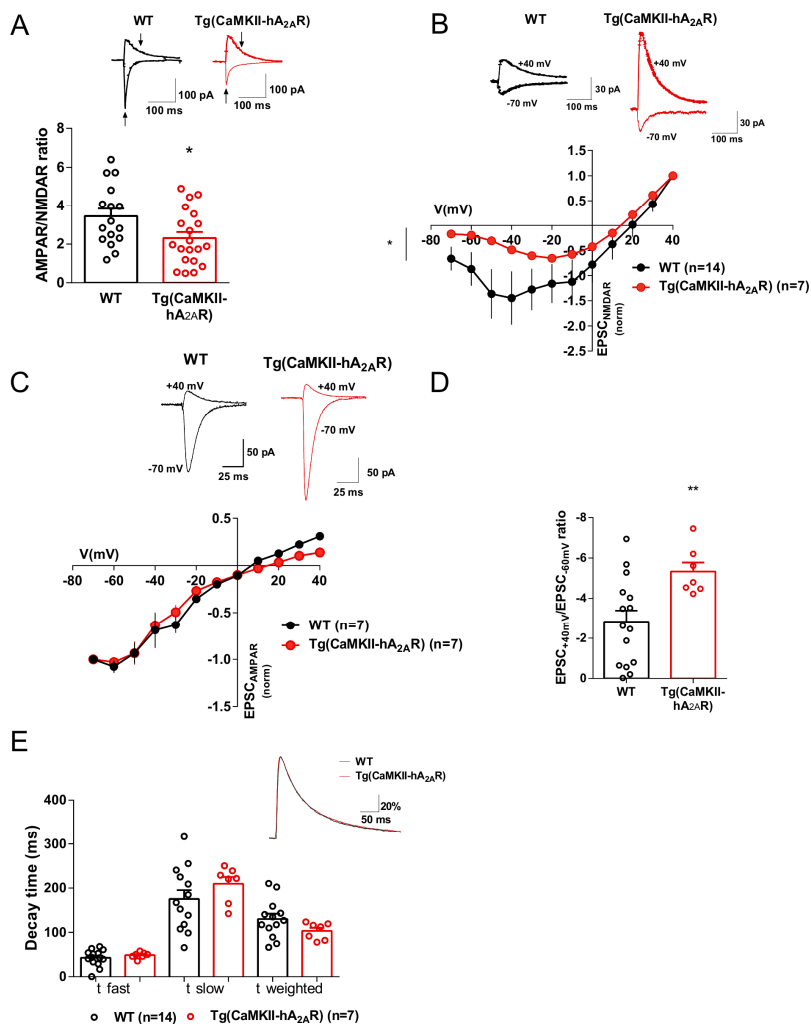 A
WT
Tg(CaMKII-hA2AR)
100 pA
100 ms
100 pA
100 ms
AMPAR/NMDAR ratio
8
6
4
2
0
*
WT
Tg(CaMKII-
hA2AR)
B
WT
Tg(CaMKII-hA2AR)
+40 mV
-70 mV
30 pA
100 ms
+40 mV
-70 mV
30 pA
100 ms
V(mV)
*
-80 -60 -40 -20 0 20 40
1.5
1.0
0.5
-0.5
-1.0
-1.5
-2.0
-2.5
EPSCNMDAR
(norm)
WT (n=14)
Tg(CaMKII-hA2AR) (n=7)
C
WT
Tg(CaMKII-hA2AR)
+40 mV
-70 mV
50 pA
25 ms
+40 mV
-70 mV
50 pA
25 ms
V(mV)
-80 -60 -40 -20 0 20 40
0.5
-0.5
-1.0
-1.5
EPSCAMPAR
(norm)
WT (n=7)
Tg(CaMKII-hA2AR) (n=7)
D
EPSC+40mV/EPSC-60mV ratio
-8
-6
-4
-2
0
**
WT
Tg(CaMKII-
hA2AR)
E
WT
Tg(CaMKII-hA2AR)
20%
50 ms
Decay time (ms)
400
300
200
100
0
t fast
t slow
t weighted
WT (n=14)
Tg(CaMKII-hA2AR) (n=7)